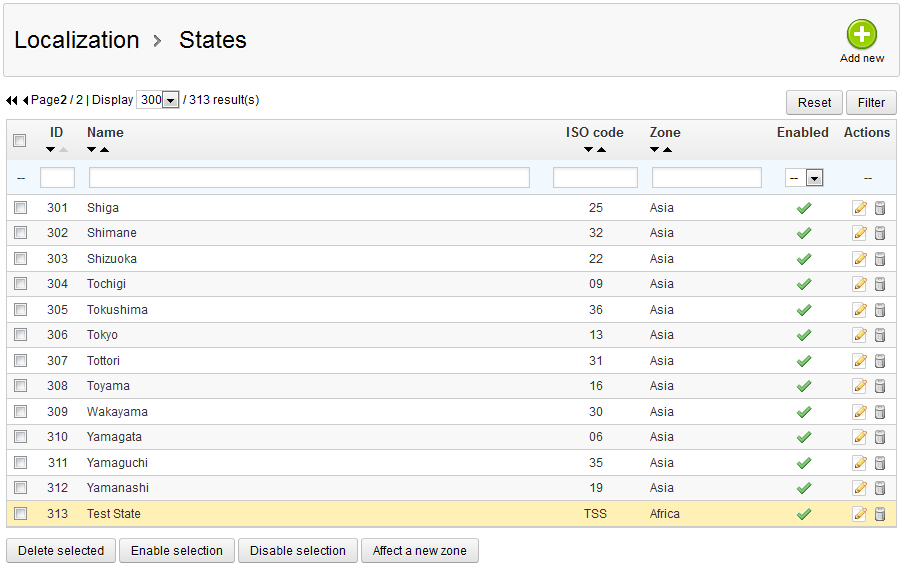 Localization > States
Add new
Page2 / 2 | Display 300 / 313 result(s)
Reset Filter
ID Name ISO code Zone Enabled Actions
-- -- --
301 Shiga 25 Asia
302 Shimane 32 Asia
303 Shizuoka 22 Asia
304 Tochigi 09 Asia
305 Tokushima 36 Asia
306 Tokyo 13 Asia
307 Tottori 31 Asia
308 Toyama 16 Asia
309 Wakayama 30 Asia
310 Yamagata 06 Asia
311 Yamaguchi 35 Asia
312 Yamanashi 19 Asia
313 Test State TSS Africa
Delete selected Enable selection Disable selection Affect a new zone